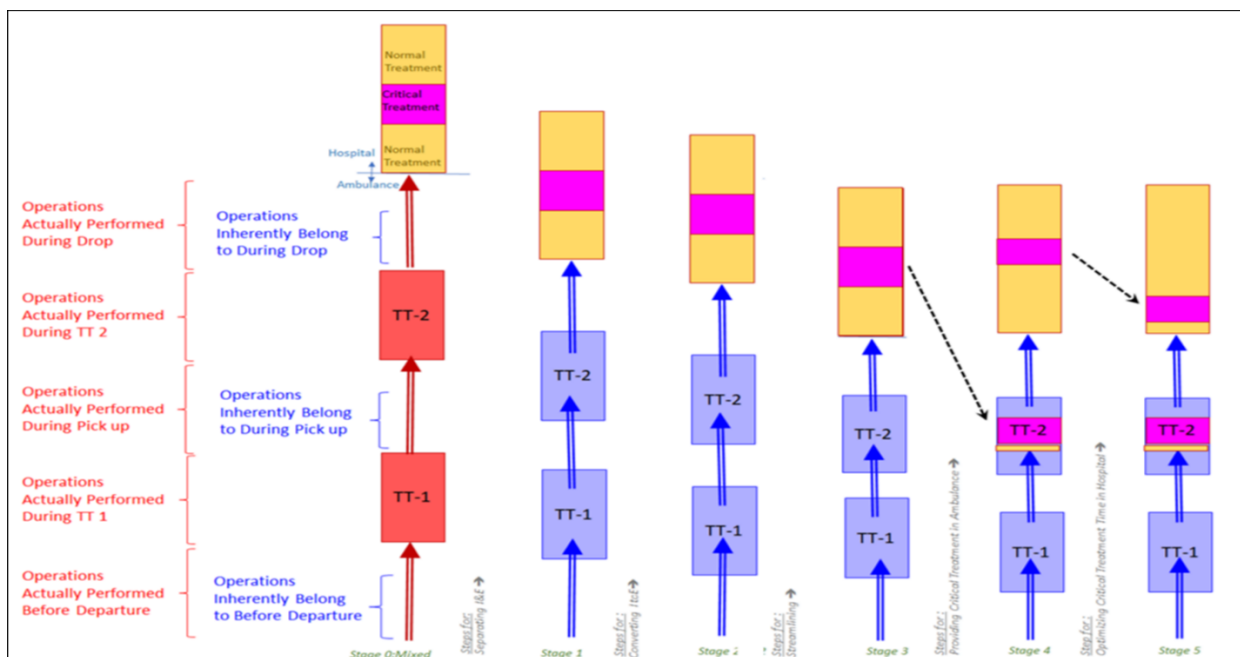 Normal
Treatment
Critical
Treatment
Normal
Treatment
Hospital
Ambulance
Operations
Actually Performed
During Drop
Operations
Inherently Belong
to During Drop
Operations
Actually Performed
During TT 2
TT-2
Operations
Actually Performed
During Pick up
Operations
Inherently Belong
to During Pick up
Operations
Actually Performed
During TT 1
TT-1
Operations
Actually Performed
Before Departure
Operations
Inherently Belong
to Before Departure
Stage 0:Mixed
Steps for:
Separating I&E
TT-2
TT-1
Stage 1
Steps for :
Converting ItoE
TT-2
TT-1
Stage 2
Steps for :
Streamlining
TT-2
TT-1
Stage 3
Steps for :
Providing Critical Treatment in Ambulance
TT-2
TT-1
Stage 4
Step for :
Optimizing Critical Treatment Time in Hospital
TT-2
TT-1
Stage 5